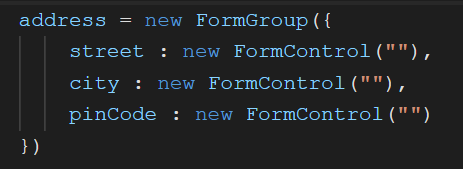 address = new FormGroup({
    street : new FormControl(""),
    city : new FormControl(""),
    pinCode : new FormControl("")
})